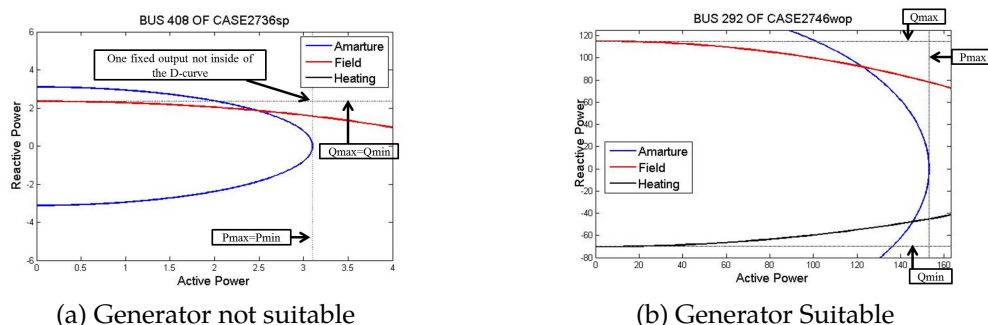 BUS 408 OF CASE2736sp
6
4
2
0
-2
-4
-6
Reactive Power
0
0.5
1
1.5
2
2.5
3
3.5
4
Active Power
One fixed output not inside of
the D-curve
Amarture
Field
Heating
Qmax=Qmin
Pmax=Pmin
(a) Generator not suitable
BUS 292 OF CASE2746wop
Qmax
Pmax
120
100
80
60
40
20
0
-20
-40
-60
-80
Reactive Power
Amarture
Field
Heating
Qmin
0
20
40
60
80
100
120
140
160
Active Power
(b) Generator Suitable